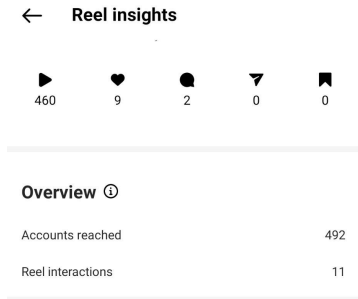 Reel insights
460 9 2 0 0
Overview
Accounts reached 492
Reel interactions 11